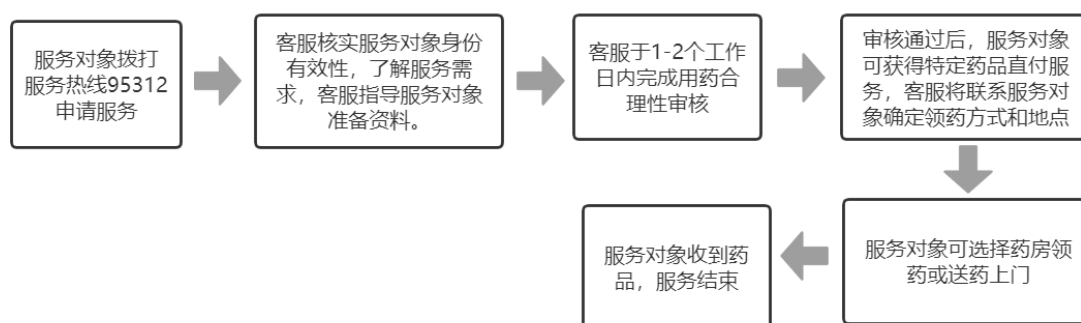 服务对象拨打
服务热线95312
申请服务
客服核实服务对象身份
有效性，了解服务需
求，客服指导服务对象
准备资料。
客服于1-2个工作
日内完成用药合
理性审核
审核通过后，服务对象
可获得特定药品直付服
务，客服将联系服务对
象确定领药方式和地点
服务对象可选择药房领
药或送药上门
服务对象收到药
品，服务结束